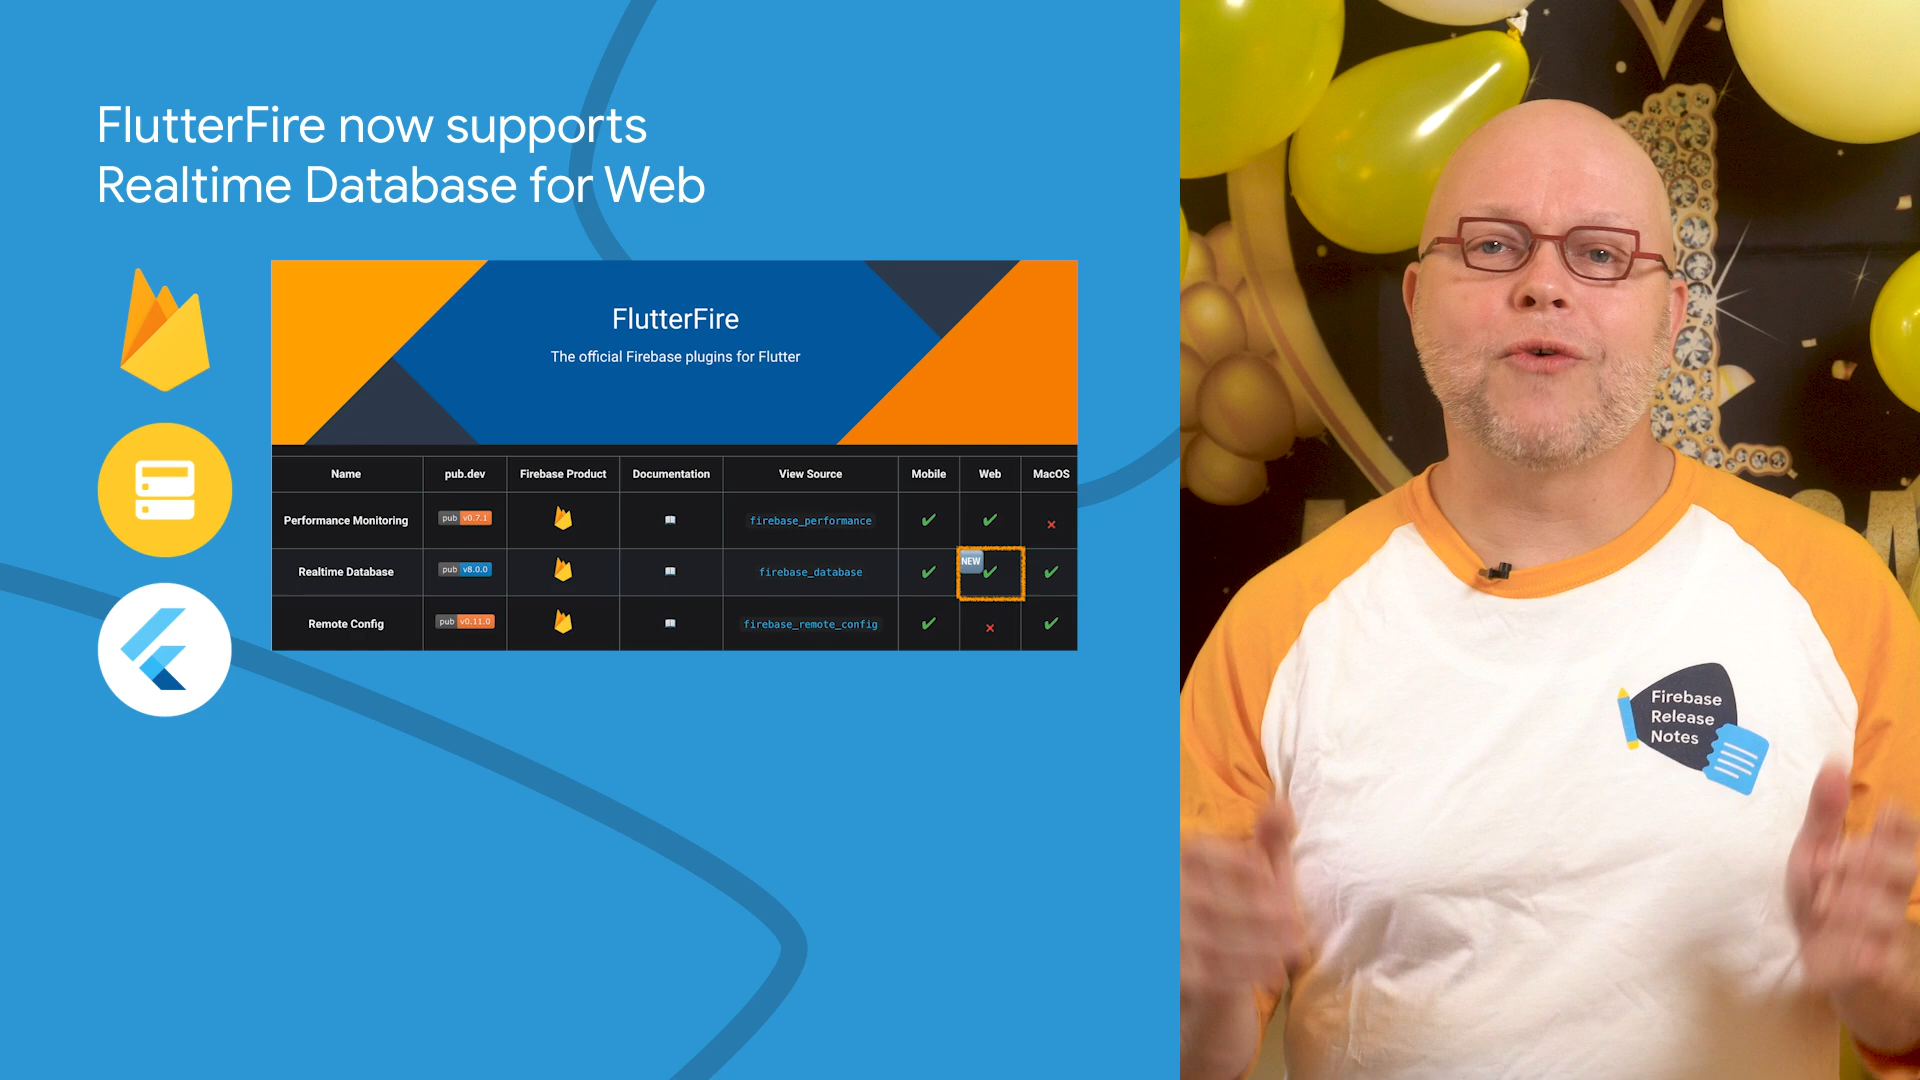 FlutterFire now supports
Realtime Database for Web
FlutterFire
The official Firebase plugins for Flutter
Name pub.dev Firebase Product Documentation View Source Mobile Web MacOS
Performance Monitoring pub v0.7.1 firebase_performance
NEW
Realtime Database pub v8.0.0 firebase_database
Remote Config pub v0.11.0 firebase_remote_config
Firebase
Release
Notes